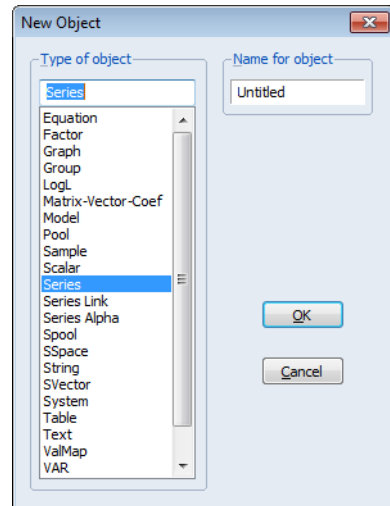 New Object
Type of object
Series
Equation
Factor
Graph
Group
LogL
Matrix-Vector-Coef
Model
Pool
Sample
Scalar
Series
Series Link
Series Alpha
Spool
SSpace
String
SVector
System
Table
Text
ValMap
VAR
Name for object
Untitled
OK
Cancel